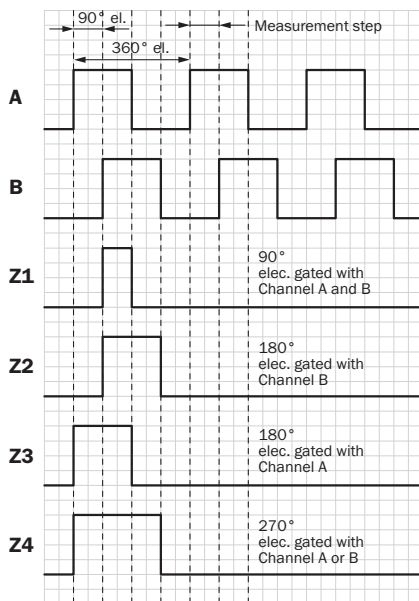 90° el.
Measurement step
360° el.
A
B
Z1
90°
elec. gated with
Channel A and B
Z2
180°
elec. gated with
Channel B
Z3
180°
elec. gated with
Channel A
Z4
270°
elec. gated with
Channel A or B